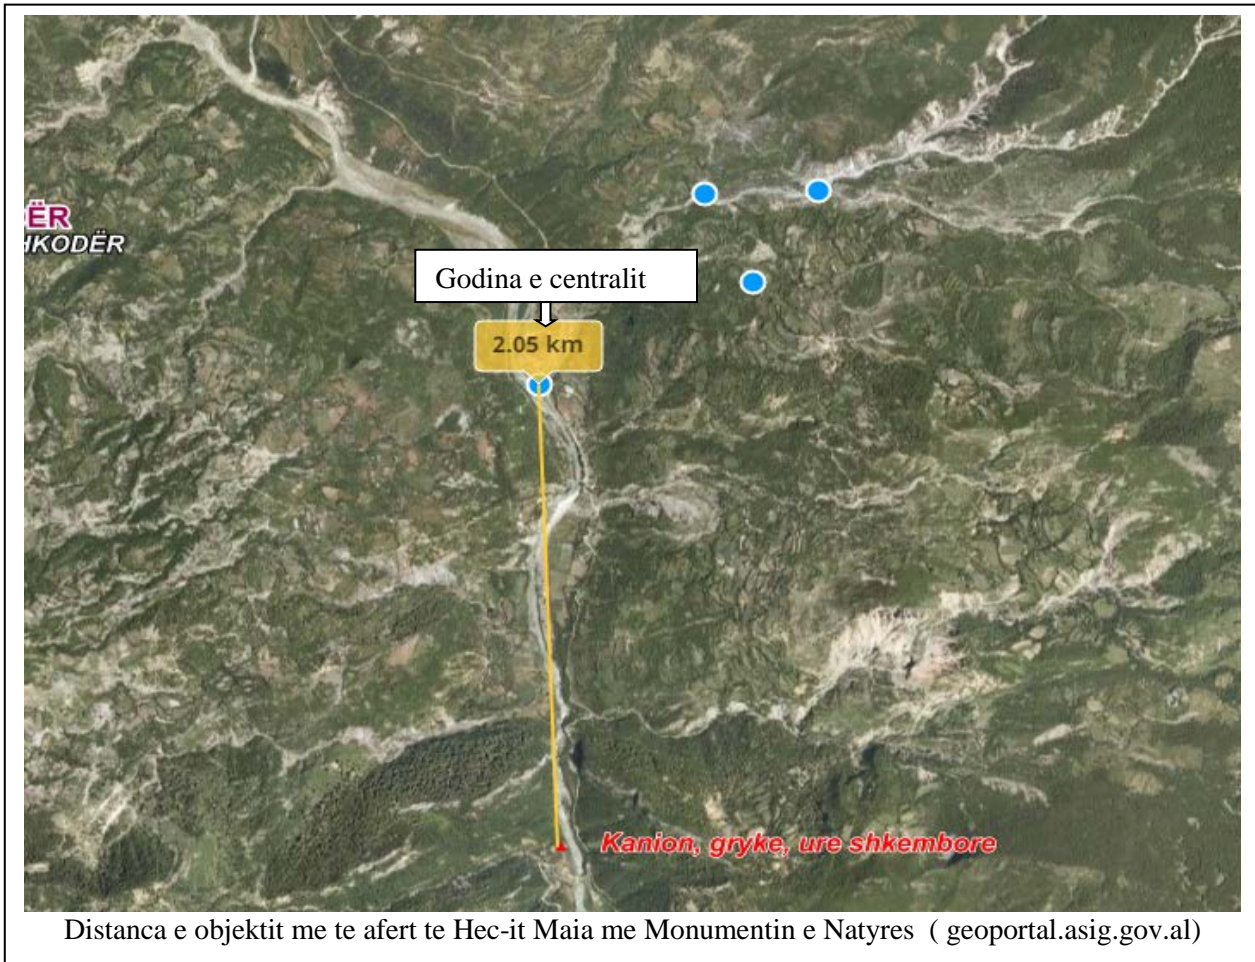 ËR
HKODËR
Godina e centralit
2.05 km
Kanion, gryke, ure shkembore
Distanca e objektit me te afert te Hec-it Maia me Monumentin e Natyres ( geoportal.asig.gov.al)